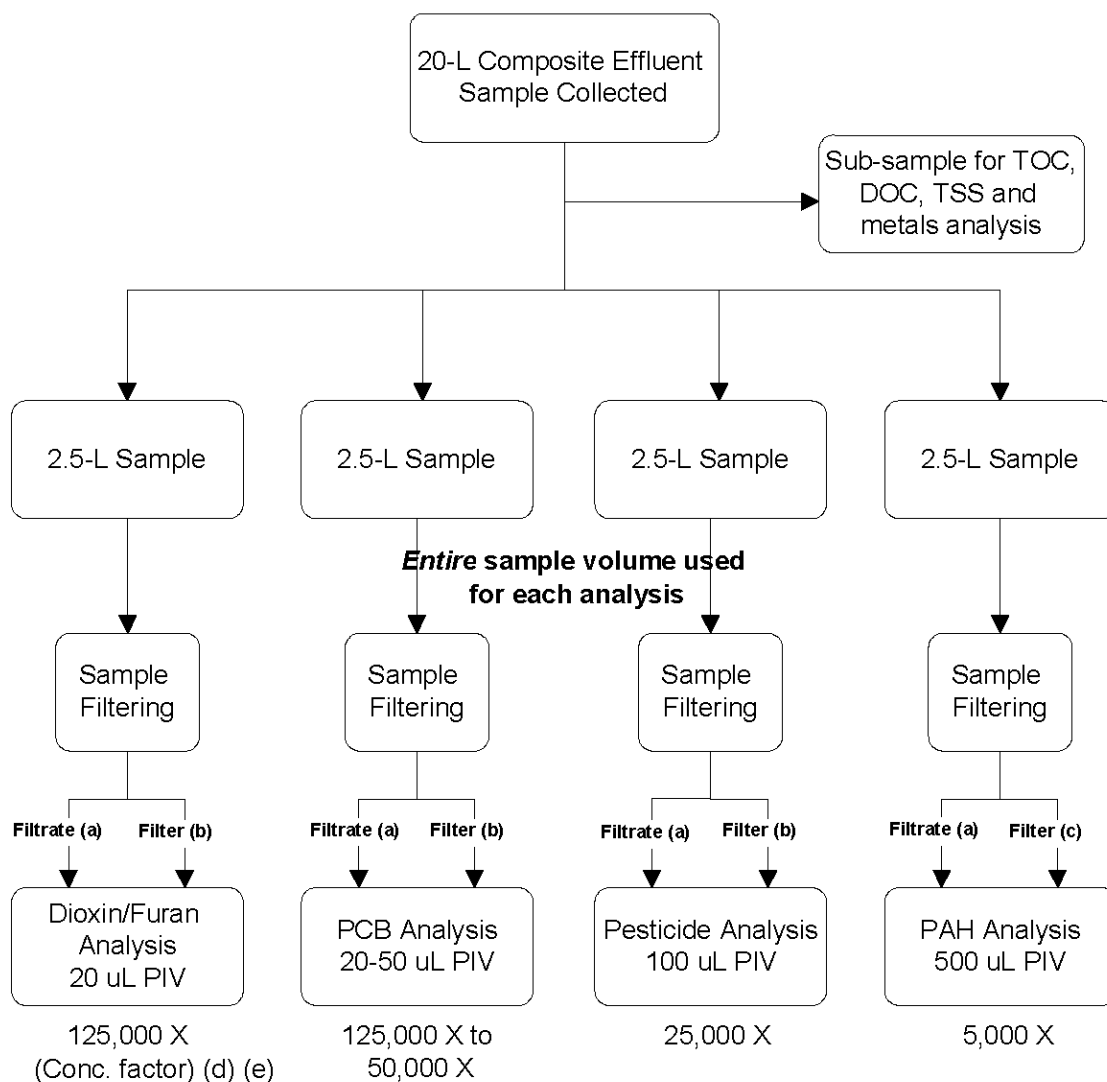 20-L Composite Effluent
Sample Collected
Sub-sample for TOC,
DOC, TSS and
metals analysis
2.5-L Sample
2.5-L Sample
2.5-L Sample
2.5-L Sample
Entire sample volume used
for each analysis
Sample
Filtering
Sample
Filtering
Sample
Filtering
Sample
Filtering
Filtrate (a)
Filter (b)
Filtrate (a)
Filter (b)
Filtrate (a)
Filter (b)
Filtrate (a)
Filter (c)
Dioxin/Furan
Analysis
20 uL PIV
PCB Analysis
20-50 uL PIV
Pesticide Analysis
100 uL PIV
PAH Analysis
500 uL PIV
125,000 X
(Conc. factor) (d) (e)
125,000 X to
50,000 X
25,000 X
5,000 X